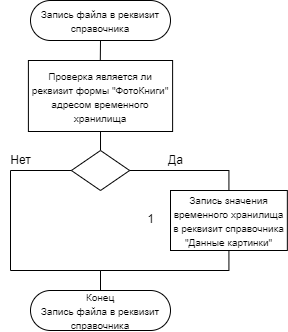 Запись файла в реквизит
справочника
Проверка является ли
реквизит формы "ФотоКниги"
адресом временного
хранилища
Нет
Да
1
Запись значения
временного хранилища
в реквизит справочника
"Данные картинки"
Конец
Запись файла в реквизит
справочника